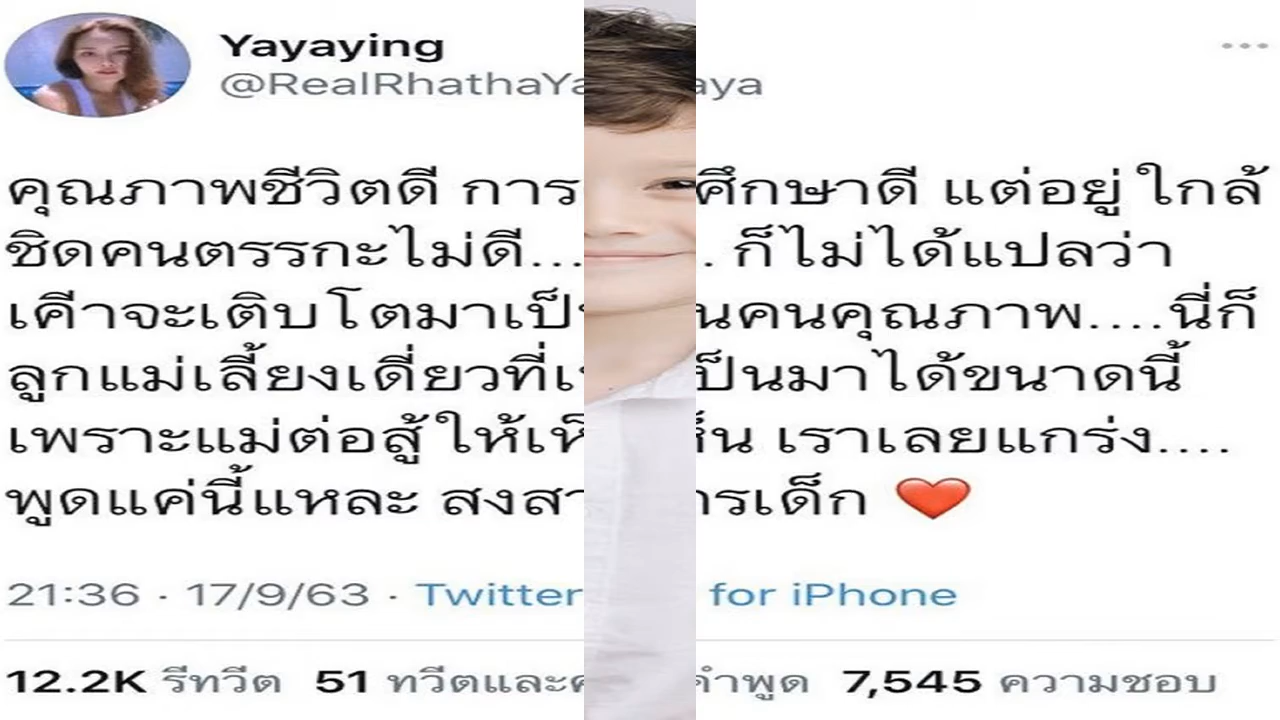 Yayaying
คุณภาพชีวิตดี การศึกษาดี แต่อยู่ ใกล้
ชิดคนตรรกะไม่ดี..... ก็ไม่ได้แปลว่า
เคีาจะเติบโตมาเป็นคนคุณภาพ....นี่ก็
ลูกแม่เลี้ยงเดี่ยวที่เป็นมาได้ขนาดนี้
เพราะแม่ต่อสู้ให้เห็น เราเลยแกร่ง....
พูดแค่นี้แหละ สงสารเด็ก ❤️
21:36 · 17/9/63 · Twitter for iPhone
12.2K รีทวีต 51 ทวีตและคำพูด 7,545 ความชอบ